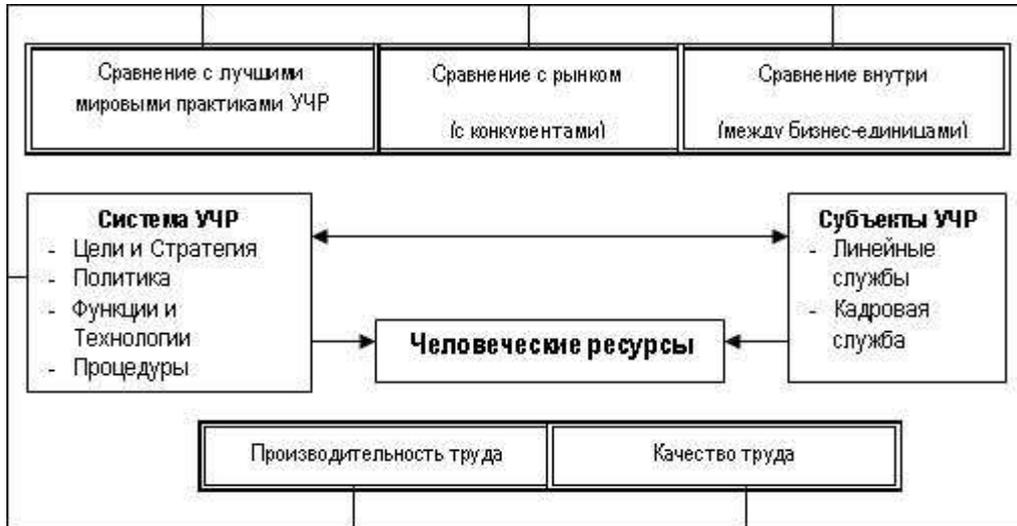 Сравнение с лучшими
мировыми практиками УЧР
Сравнение с рынком
(с конкурентами)
Сравнение внутри
(между бизнес-единицами)
Система УЧР
- Цели и Стратегия
- Политика
- Функции и
Технологии
- Процедуры
Субъекты УЧР
- Линейные
службы
- Кадровая
служба
Человеческие ресурсы
Производительность труда
Качество труда